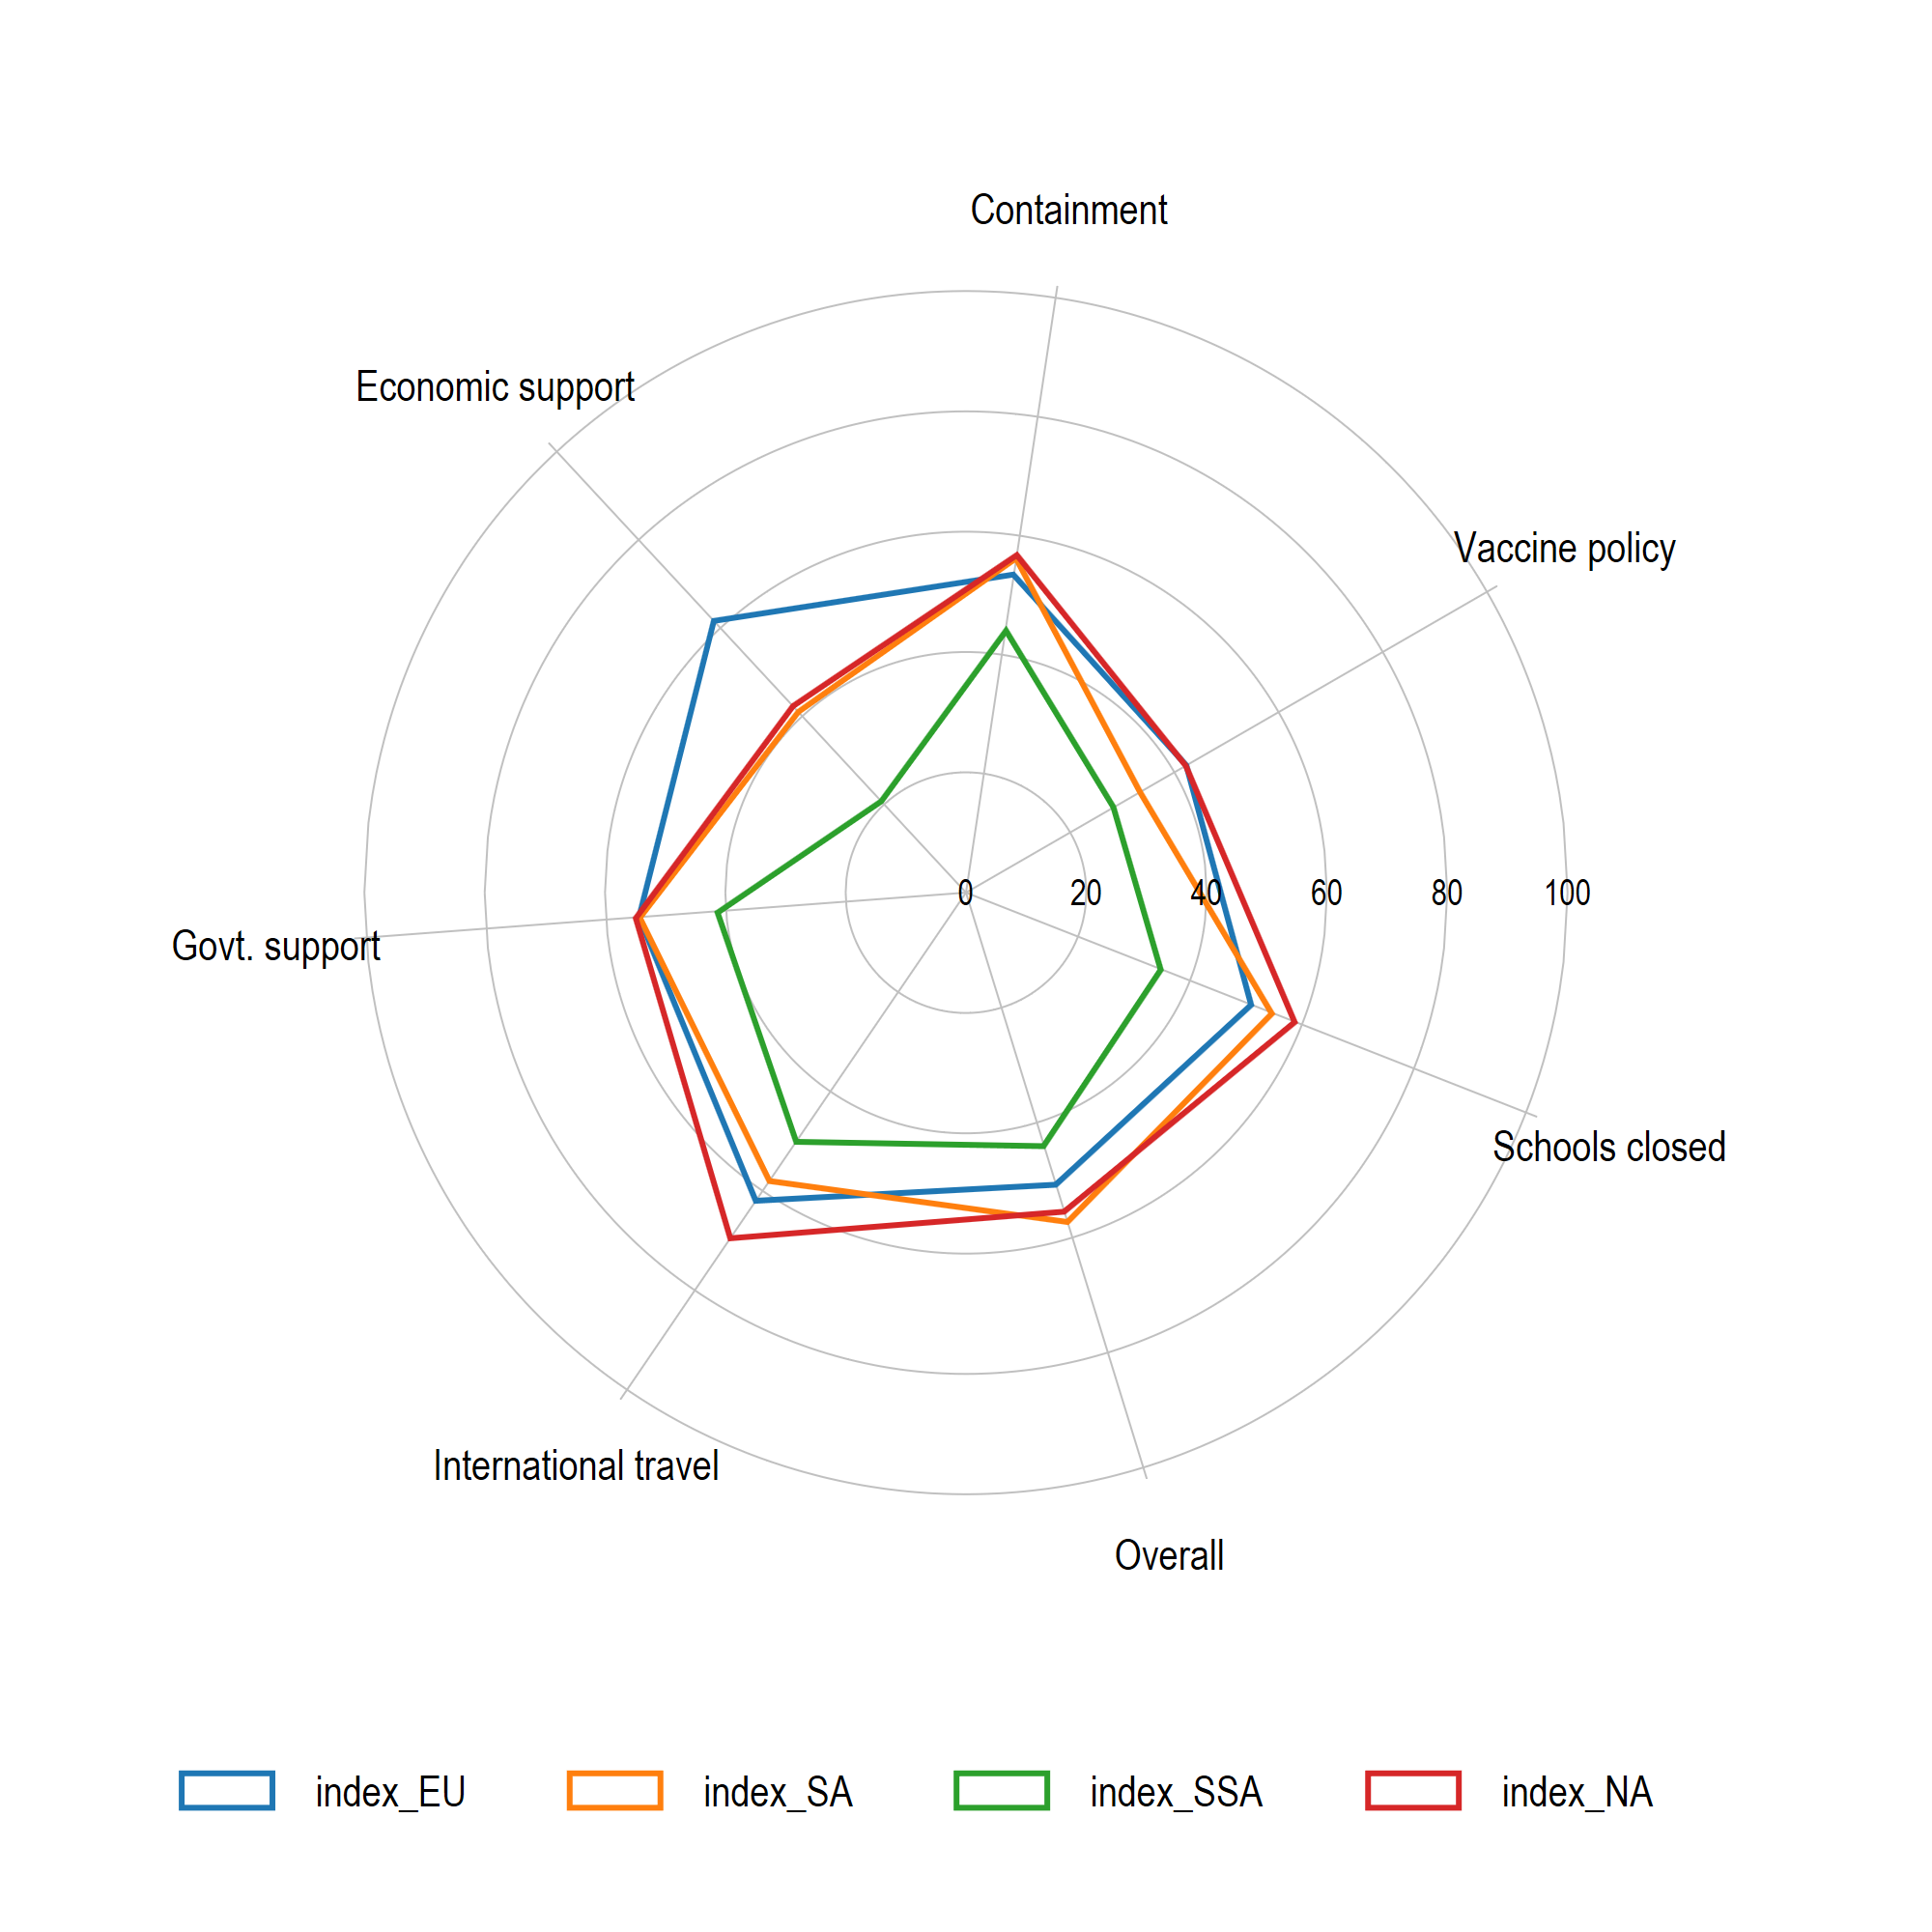 Containment
Economic support
Vaccine policy
0 20 40 60 80 100
Govt. support
Schools closed
International travel
Overall
index_EU index_SA index_SSA index_NA